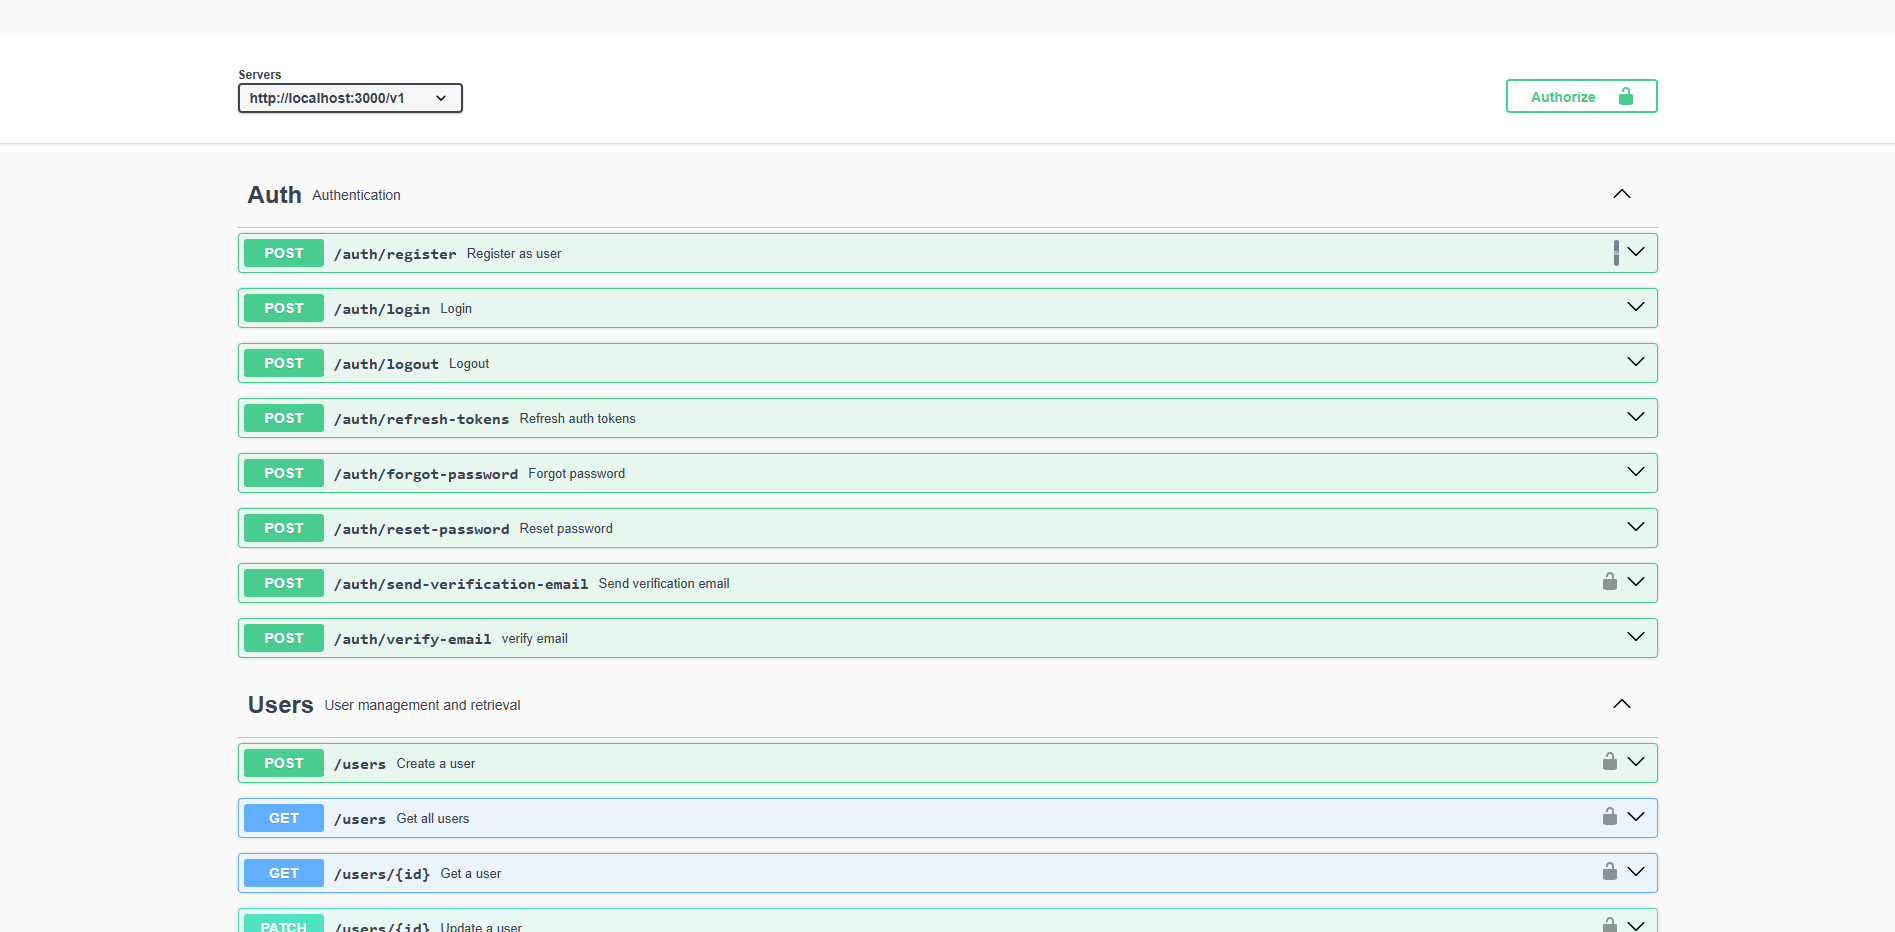 Servers
http://localhost:3000/v1
Authorize
Auth Authentication
POST /auth/register Register as user
POST /auth/login Login
POST /auth/logout Logout
POST /auth/refresh-tokens Refresh auth tokens
POST /auth/forgot-password Forgot password
POST /auth/reset-password Reset password
POST /auth/send-verification-email Send verification email
POST /auth/verify-email verify email
Users User management and retrieval
POST /users Create a user
GET /users Get all users
GET /users/{id} Get a user
PATCH /users/{id} Update a user